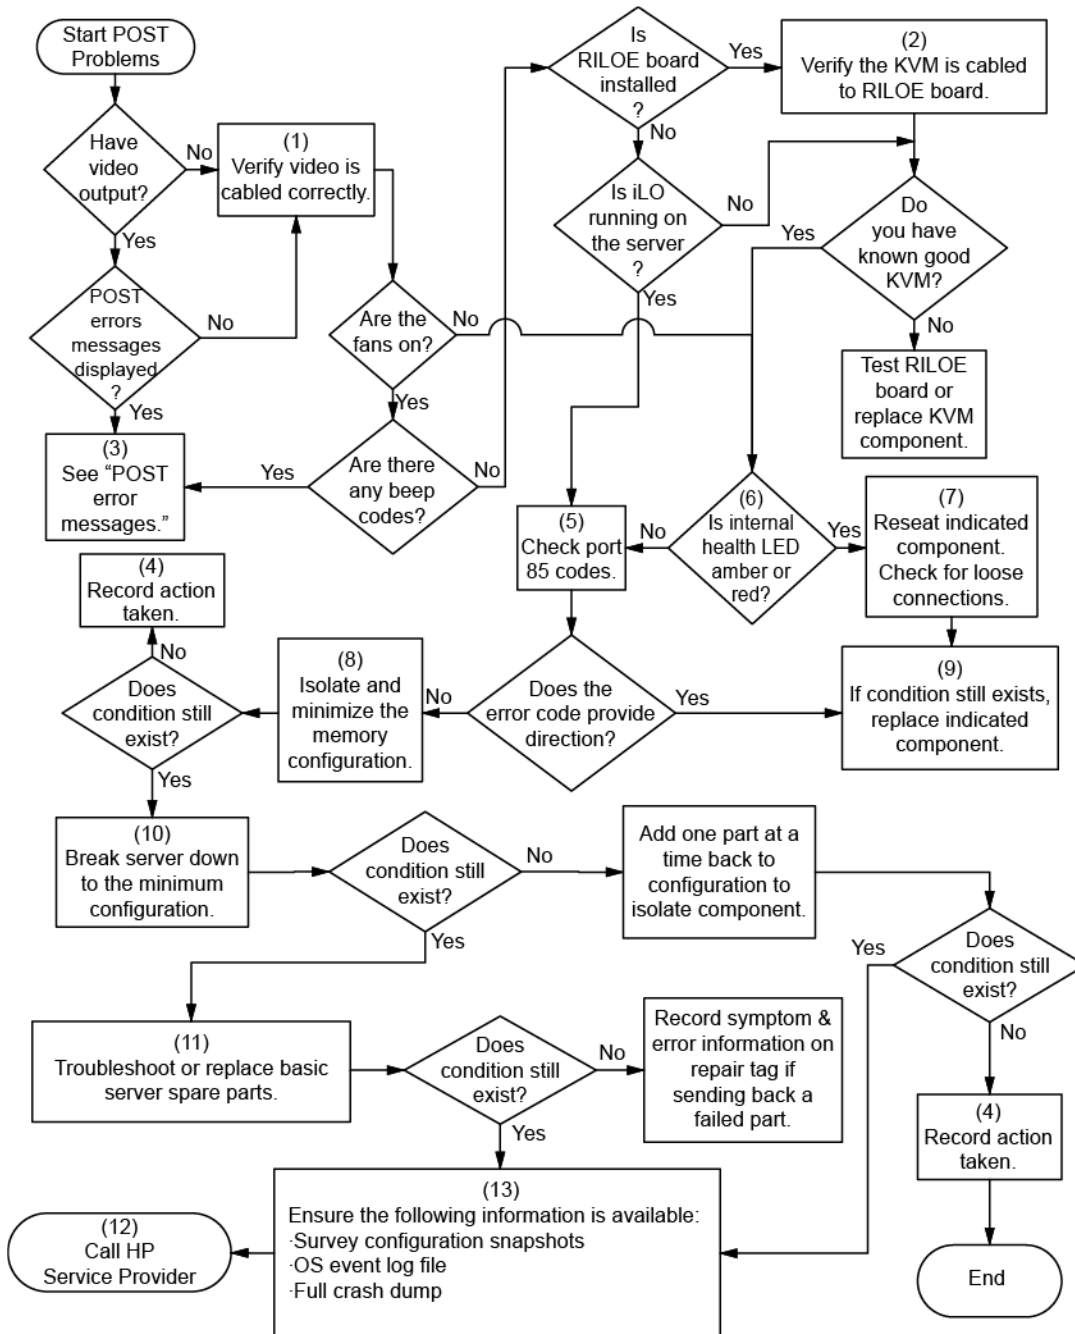 Start POST
Problems
Have
video
output?
No
Yes
(1)
Verify video is
cabled correctly.
POST
errors
messages
displayed
?
No
Yes
(3)
See “POST
error
messages.”
Are the
fans on?
No
Yes
Are there
any beep
codes?
Yes
No
Is
RILOE board
installed
?
Yes
No
(2)
Verify the KVM is cabled
to RILOE board.
Is iLO
running on
the server
?
No
Yes
Do
you have
known good
KVM?
Yes
No
Test RILOE
board or
replace KVM
component.
(6)
Is internal
health LED
amber or
red?
No
Yes
(7)
Reseat indicated
component.
Check for loose
connections.
(5)
Check port
85 codes.
Does the
error code provide
direction?
No
Yes
(9)
If condition still exists,
replace indicated
component.
(8)
Isolate and
minimize the
memory
configuration.
(4)
Record action
taken.
No
Does
condition still
exist?
Yes
(10)
Break server down
to the minimum
configuration.
Does
condition still
exist?
No
Yes
Add one part at a
time back to
configuration to
isolate component.
Does
condition still
exist?
Yes
No
(11)
Troubleshoot or replace basic
server spare parts.
Does
condition still
exist?
No
Yes
Record symptom &
error information on
repair tag if
sending back a
failed part.
(4)
Record action
taken.
End
(13)
Ensure the following information is available:
·Survey configuration snapshots
·OS event log file
·Full crash dump
(12)
Call HP
Service Provider